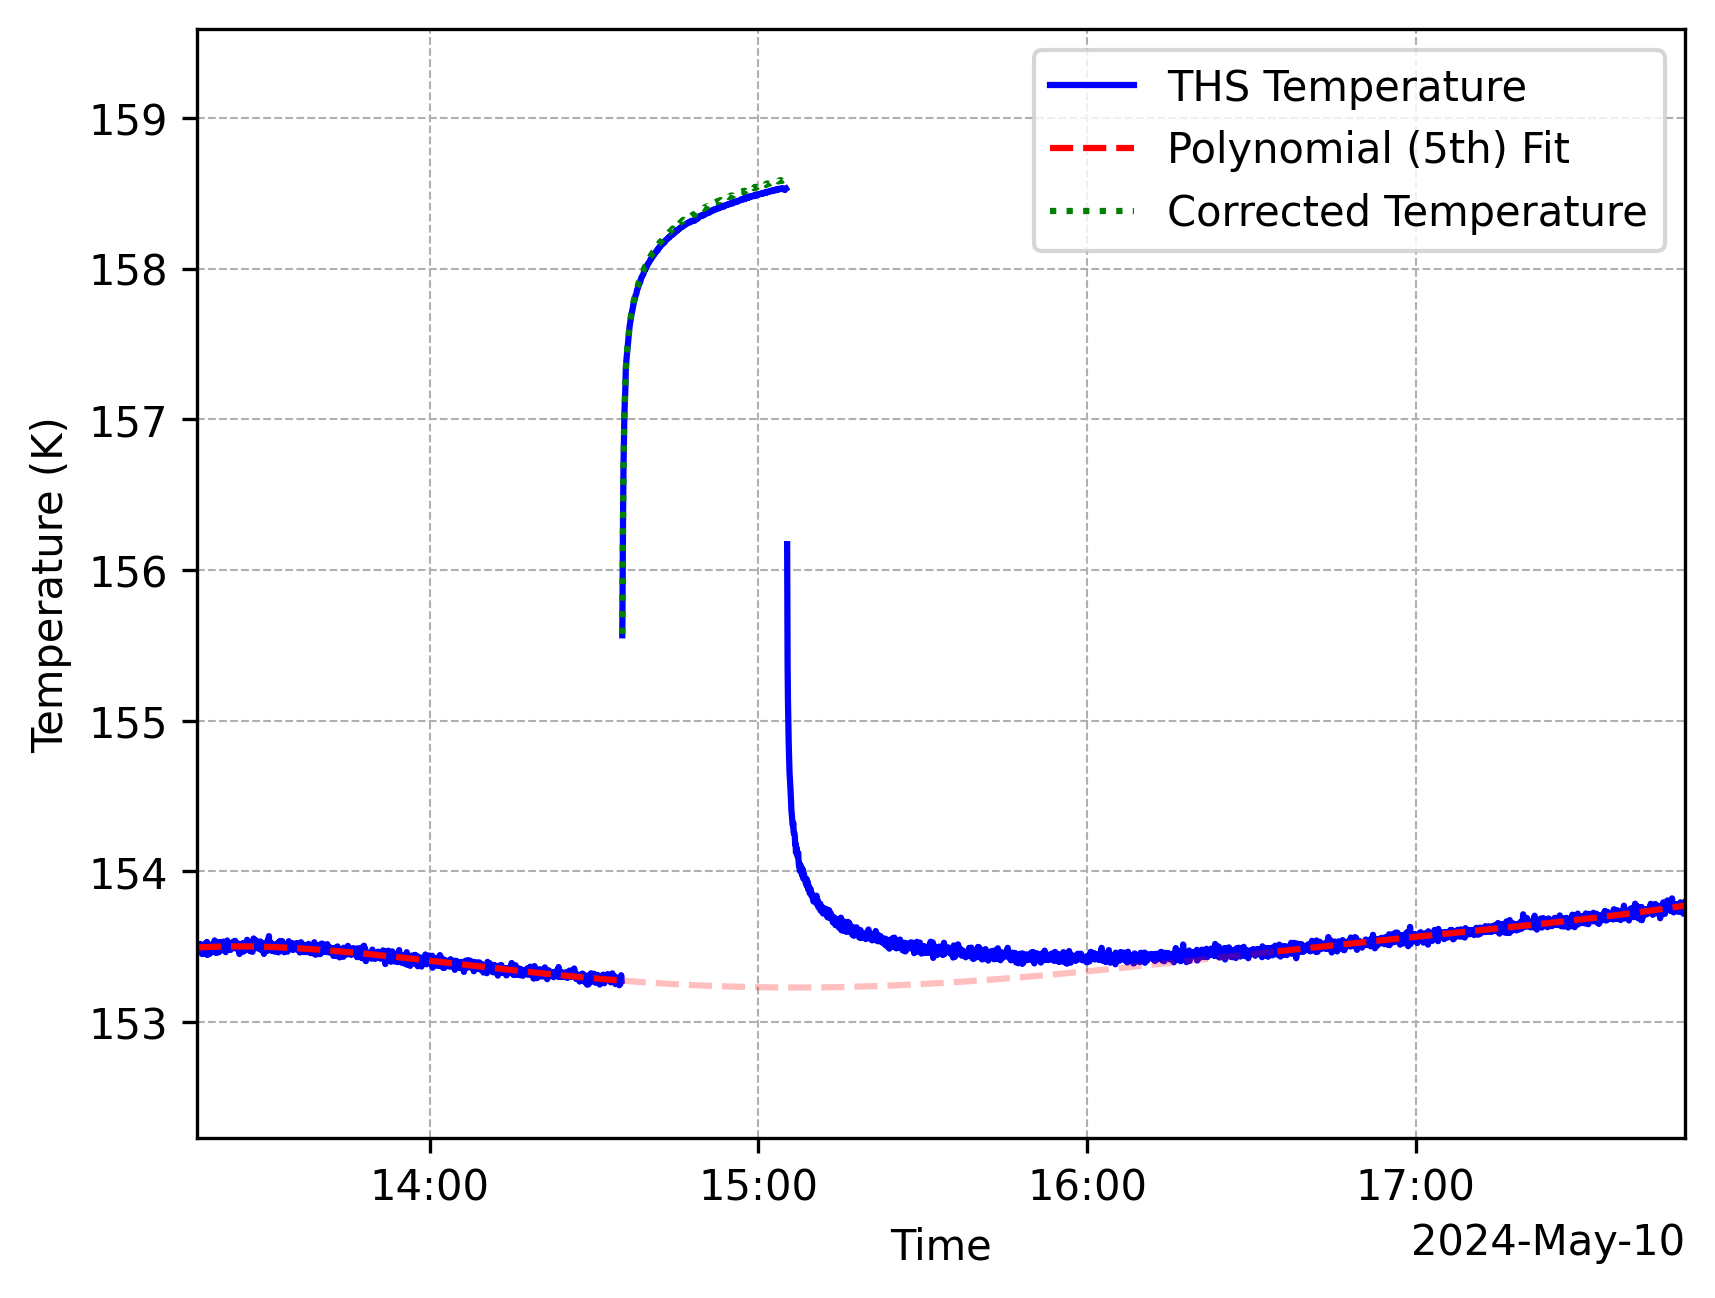 THS Temperature
Polynomial (5th) Fit
Corrected Temperature
Temperature (K)
159
158
157
156
155
154
153
14:00 15:00 16:00 17:00
Time
2024-May-10